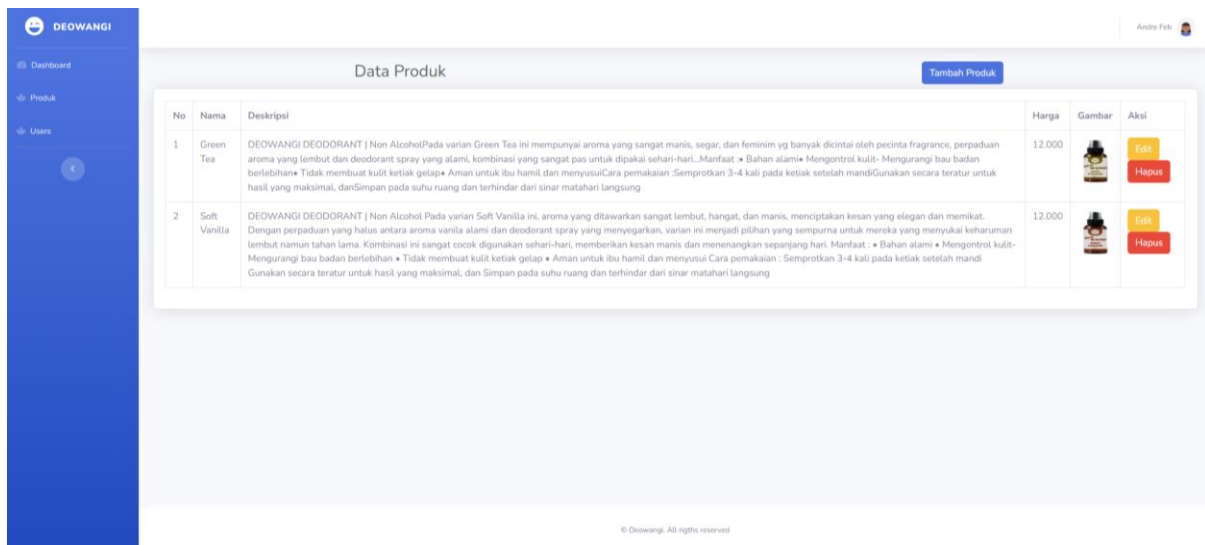 DEOWANGI
Andre Feb
Dashboard
Produk
Users
Data Produk
Tambah Produk
No Nama Deskripsi Harga Gambar Aksi
1 Green Tea
DEOWANGI DEODORANT | Non AlcoholPada varian Green Tea ini mempunyai aroma yang sangat manis, segar, dan feminim yg banyak dicintai oleh pecinta fragrance, perpaduan
aroma yang lembut dan deodorant spray yang alami, kombinasi yang sangat pas untuk dipakai sehari-hari...Manfaat :• Bahan alami• Mengontrol kulit- Mengurangi bau badan
berlebihan• Tidak membuat kulit ketiak gelap• Aman untuk ibu hamil dan menyusuiCara pemakaian :Semprotkan 3-4 kali pada ketiak setelah mandiGunakan secara teratur untuk
hasil yang maksimal, danSimpan pada suhu ruang dan terhindar dari sinar matahari langsung
12.000
Edit
Hapus
2 Soft Vanilla
DEOWANGI DEODORANT | Non Alcohol Pada varian Soft Vanilla ini, aroma yang ditawarkan sangat lembut, hangat, dan manis, menciptakan kesan yang elegan dan memikat.
Dengan perpaduan yang halus antara aroma vanila alami dan deodorant spray yang menyegarkan, varian ini menjadi pilihan yang sempurna untuk mereka yang menyukai keharuman
lembut namun tahan lama. Kombinasi ini sangat cocok digunakan sehari-hari, memberikan kesan manis dan menenangkan sepanjang hari. Manfaat : • Bahan alami • Mengontrol kulit-
Mengurangi bau badan berlebihan • Tidak membuat kulit ketiak gelap • Aman untuk ibu hamil dan menyusui Cara pemakaian : Semprotkan 3-4 kali pada ketiak setelah mandi
Gunakan secara teratur untuk hasil yang maksimal, dan Simpan pada suhu ruang dan terhindar dari sinar matahari langsung
12.000
Edit
Hapus
© Deowangi. All rigths reserved